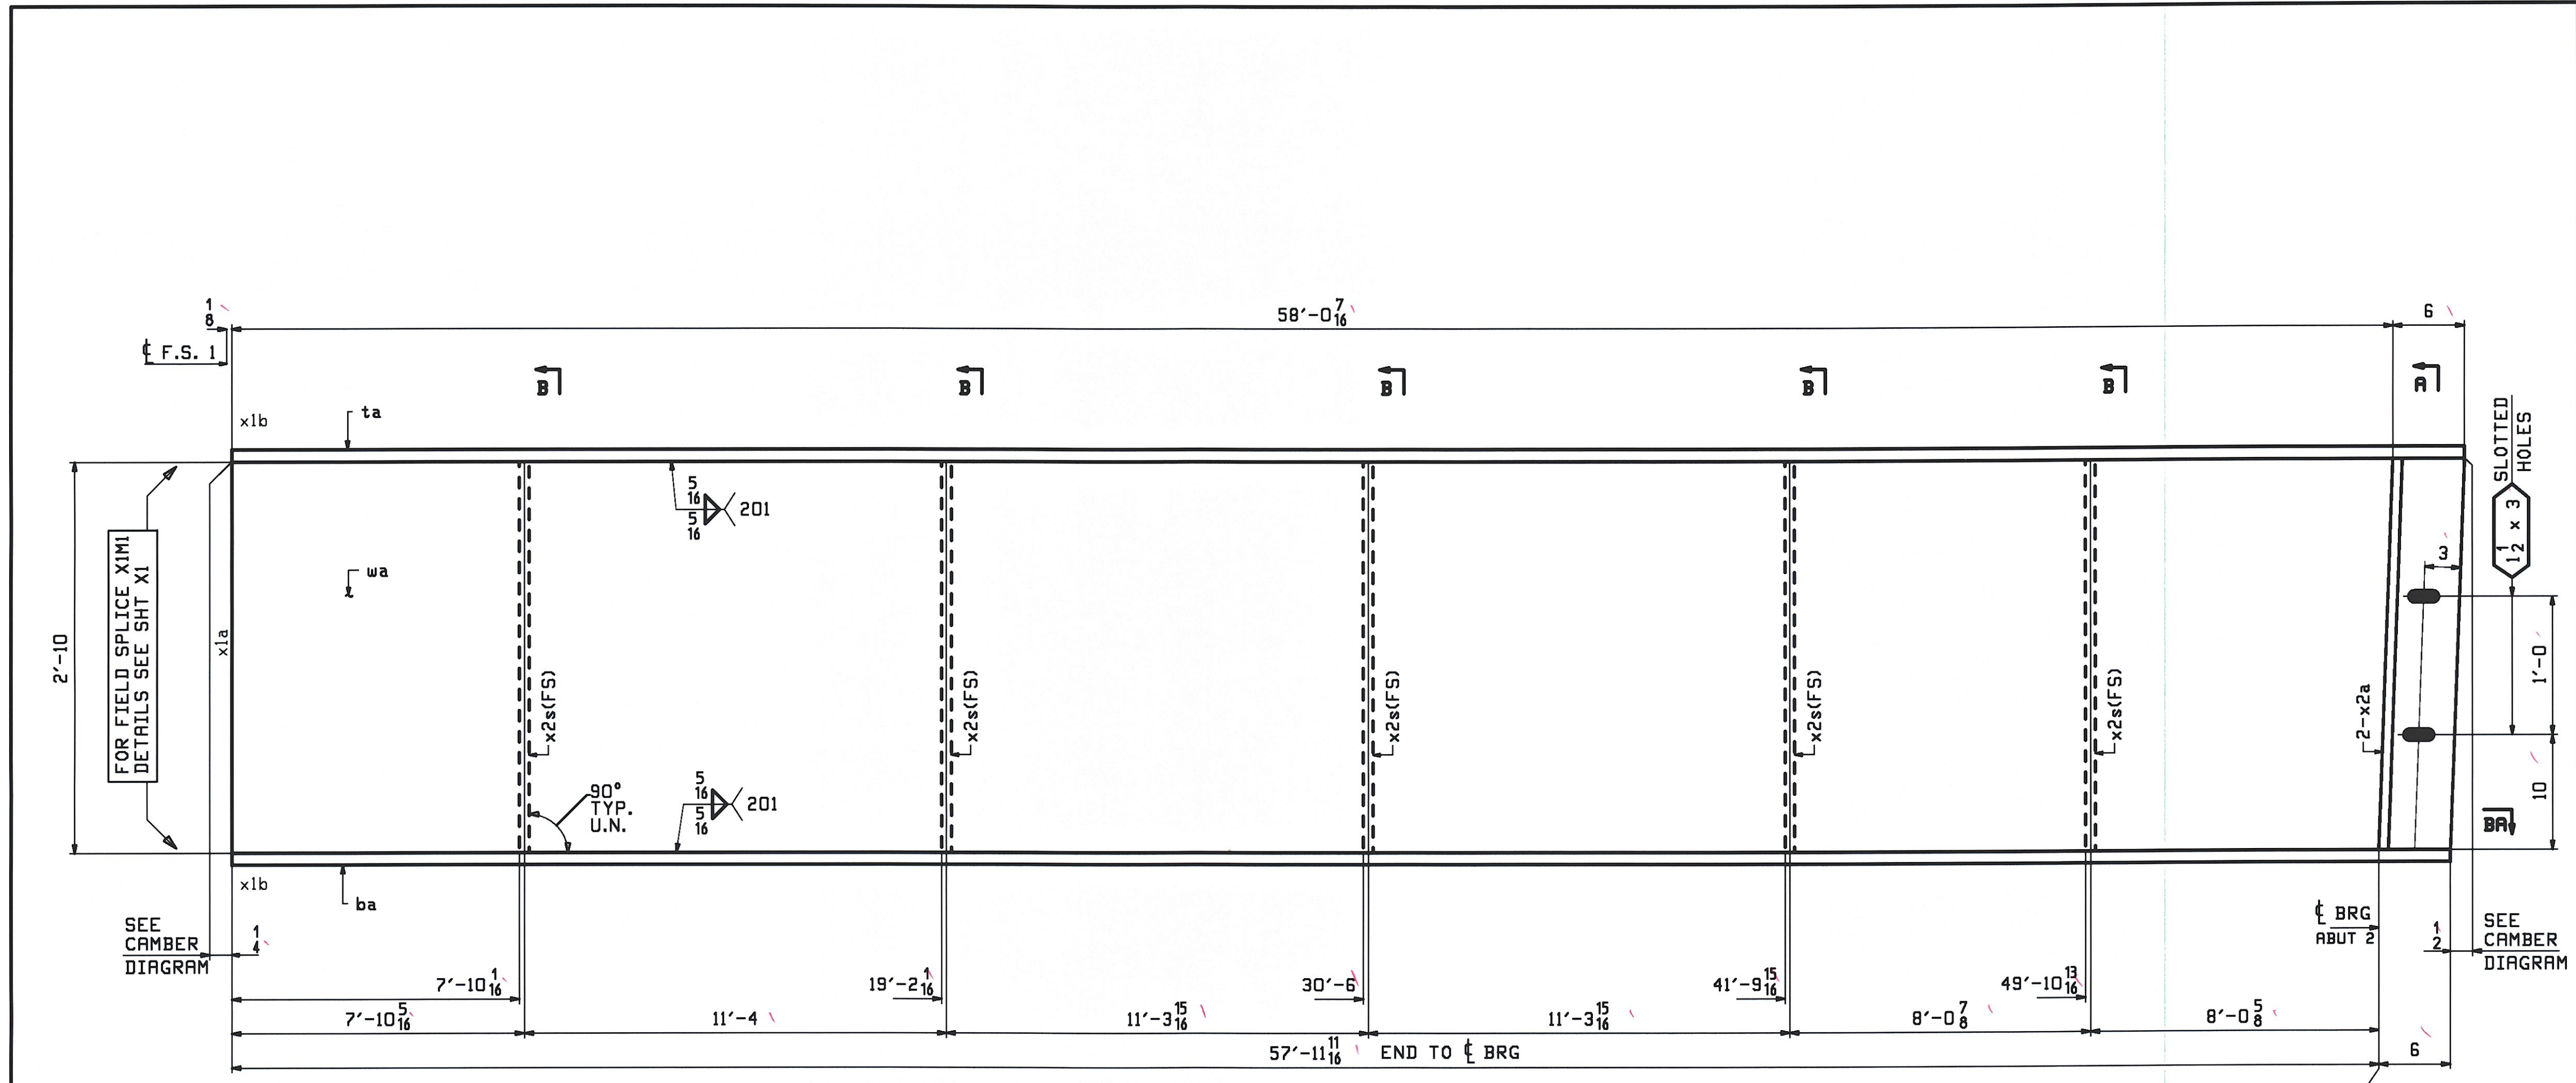 1/8
58'-0 7/16
6
℄ F.S. 1
B
B
B
B
B
A
x1b
ta
SLOTTED
HOLES
1 1/2 x 3
5/16
5/16
201
wa
3
FOR FIELD SPLICE X1M1
DETAILS SEE SHT X1
2'-10
x1a
1'-0
x2s(FS)
x2s(FS)
x2s(FS)
x2s(FS)
x2s(FS)
2-x2a
5/16
5/16
201
90°
TYP.
U.N.
10
BA
x1b
ba
SEE
CAMBER
DIAGRAM
1/4
℄ BRG
ABUT 2
1/2
SEE
CAMBER
DIAGRAM
7'-10 1/16
19'-2 1/16
30'-6
41'-9 15/16
49'-10 13/16
7'-10 5/16
11'-4
11'-3 15/16
11'-3 15/16
8'-0 7/8
8'-0 5/8
57'-11 11/16 END TO ℄ BRG
6